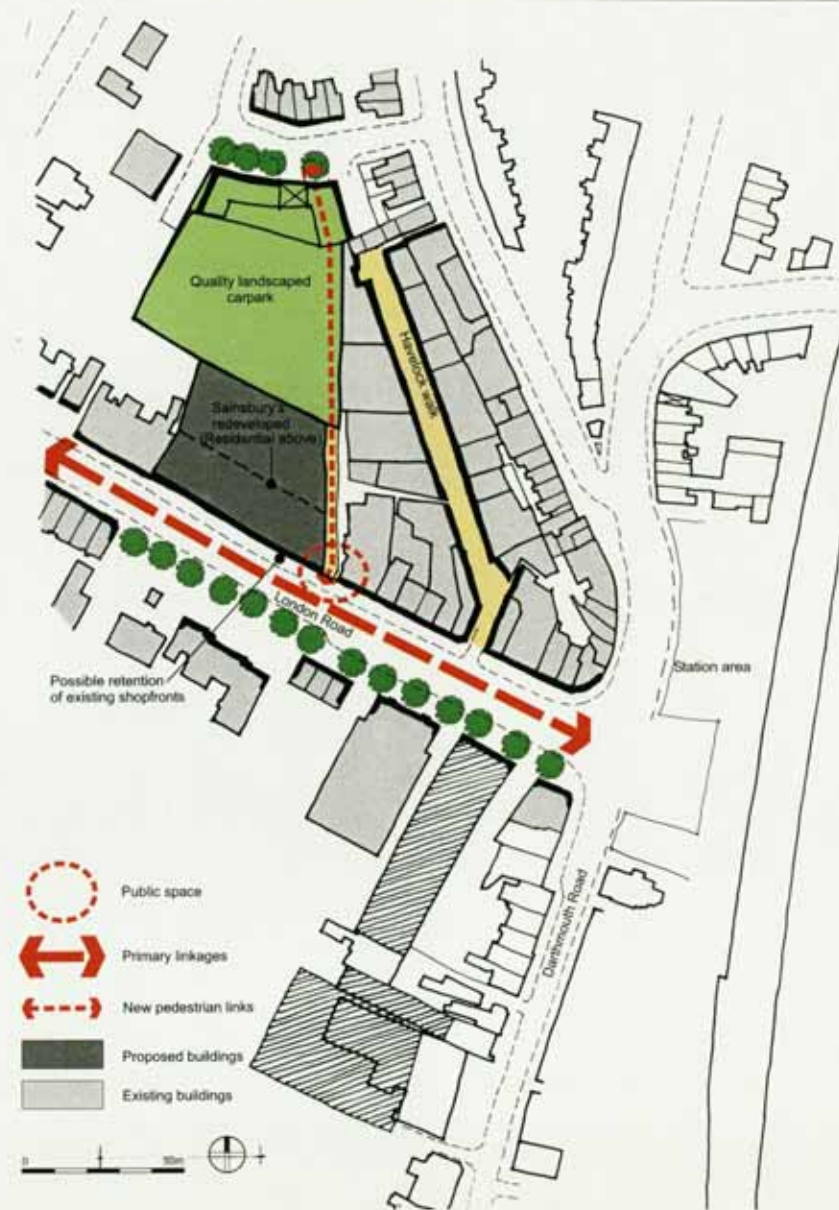 Quality landscaped
carpark
Havelock walk
Sainsbury's
redeveloped
(Residential above)
London Road
Station area
Possible retention
of existing shopfronts
Darthmouth Road
Public space
Primary linkages
New pedestrian links
Proposed buildings
Existing buildings
0
50m